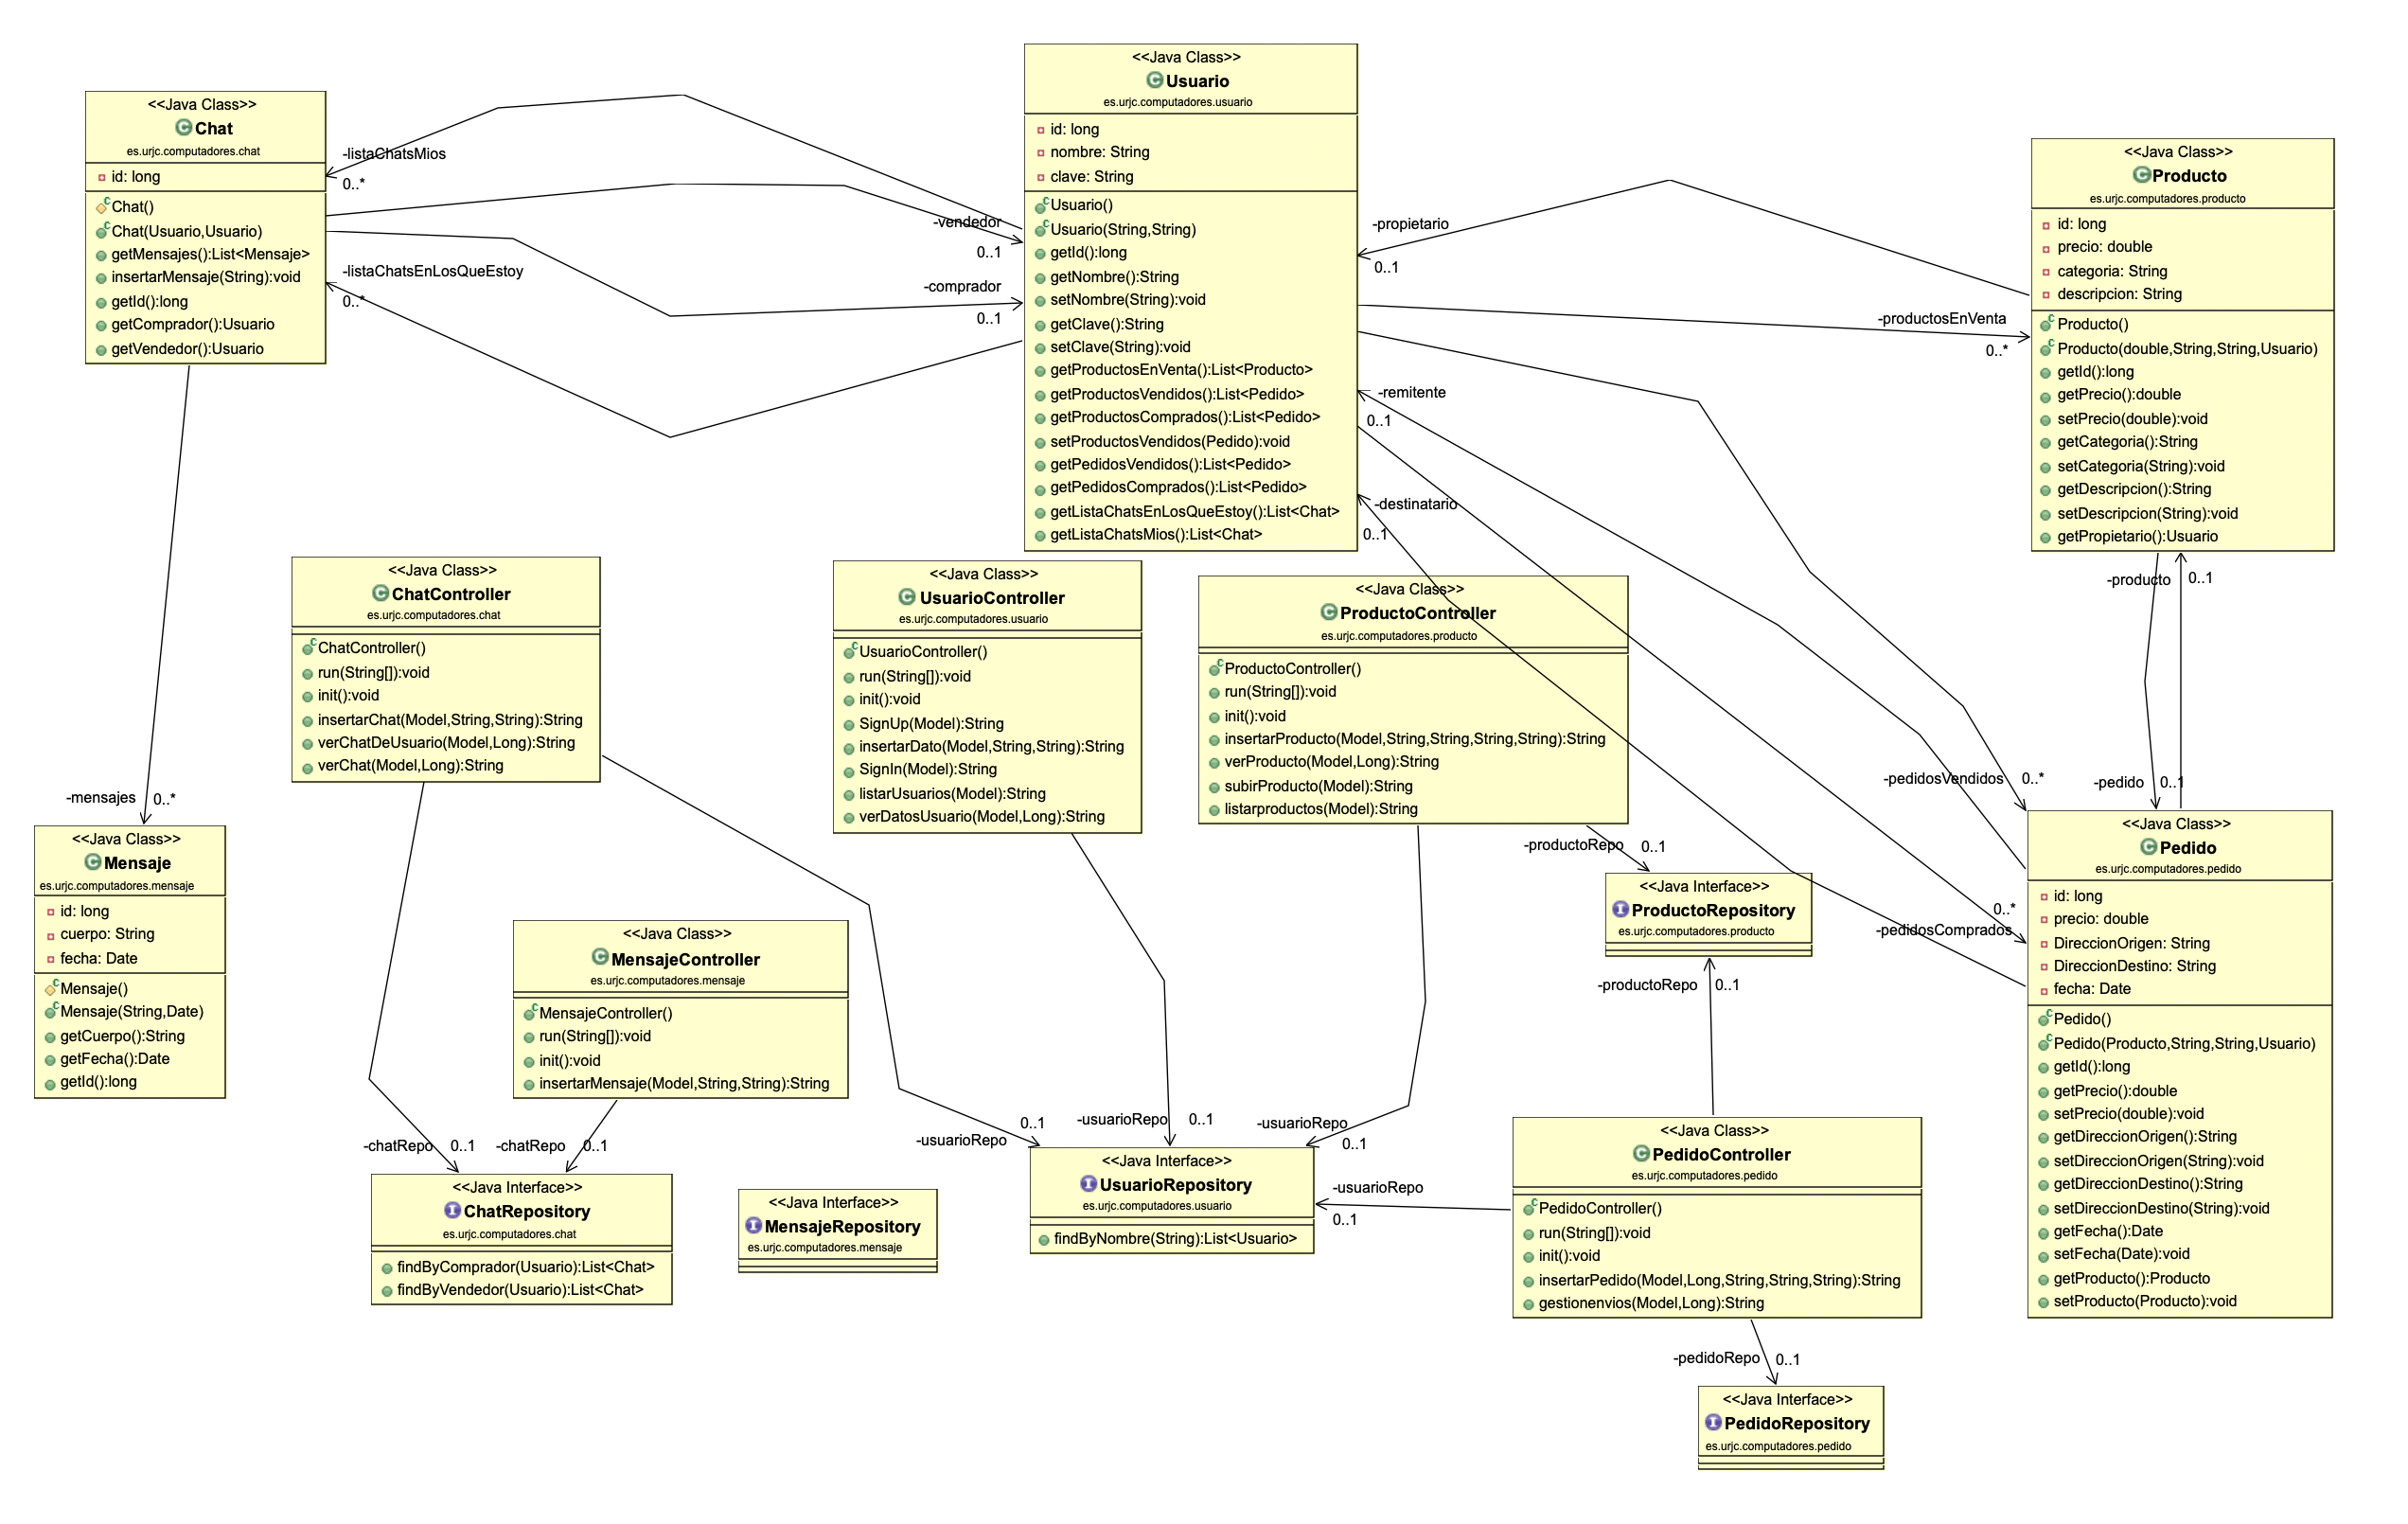 <<Java Class>>
Chat
es.urjc.computadores.chat
id: long
Chat()
Chat(Usuario,Usuario)
getMensajes():List<Mensaje>
insertarMensaje(String):void
getId():long
getComprador():Usuario
getVendedor():Usuario
-listaChatsMios
0..*
-vendedor
0..1
-comprador
0..1
-listaChatsEnLosQueEstoy
0..*
<<Java Class>>
Usuario
es.urjc.computadores.usuario
id: long
nombre: String
clave: String
Usuario()
Usuario(String,String)
getId():long
getNombre():String
setNombre(String):void
getClave():String
setClave(String):void
getProductosEnVenta():List<Producto>
getProductosVendidos():List<Pedido>
getProductosComprados():List<Pedido>
setProductosVendidos(Pedido):void
getPedidosVendidos():List<Pedido>
getPedidosComprados():List<Pedido>
getListaChatsEnLosQueEstoy():List<Chat>
getListaChatsMios():List<Chat>
-propietario
0..1
-productosEnVenta
0..*
-remitente
0..1
-destinatario
0..1
<<Java Class>>
Producto
es.urjc.computadores.producto
id: long
precio: double
categoria: String
descripcion: String
Producto()
Producto(double,String,String,Usuario)
getId():long
getPrecio():double
setPrecio(double):void
getCategoria():String
setCategoria(String):void
getDescripcion():String
setDescripcion(String):void
getPropietario():Usuario
-producto
0..1
-pedido
0..1
-pedidosVendidos
0..*
-pedidosComprados
0..*
<<Java Class>>
ChatController
es.urjc.computadores.chat
ChatController()
run(String[]):void
init():void
insertarChat(Model,String,String):String
verChatDeUsuario(Model,Long):String
verChat(Model,Long):String
<<Java Class>>
UsuarioController
es.urjc.computadores.usuario
UsuarioController()
run(String[]):void
init():void
SignUp(Model):String
insertarDato(Model,String,String):String
SignIn(Model):String
listarUsuarios(Model):String
verDatosUsuario(Model,Long):String
<<Java Class>>
ProductoController
es.urjc.computadores.producto
ProductoController()
run(String[]):void
init():void
insertarProducto(Model,String,String,String,String):String
verProducto(Model,Long):String
subirProducto(Model):String
listarproductos(Model):String
-productoRepo
0..1
-mensajes
0..*
<<Java Class>>
Mensaje
es.urjc.computadores.mensaje
id: long
cuerpo: String
fecha: Date
Mensaje()
Mensaje(String,Date)
getCuerpo():String
getFecha():Date
getId():long
<<Java Class>>
MensajeController
es.urjc.computadores.mensaje
MensajeController()
run(String[]):void
init():void
insertarMensaje(Model,String,String):String
<<Java Interface>>
ProductoRepository
es.urjc.computadores.producto
-productoRepo
0..1
<<Java Class>>
Pedido
es.urjc.computadores.pedido
id: long
precio: double
DireccionOrigen: String
DireccionDestino: String
fecha: Date
Pedido()
Pedido(Producto,String,String,Usuario)
getId():long
getPrecio():double
setPrecio(double):void
getDireccionOrigen():String
setDireccionOrigen(String):void
getDireccionDestino():String
setDireccionDestino(String):void
getFecha():Date
setFecha(Date):void
getProducto():Producto
setProducto(Producto):void
-chatRepo
0..1
-chatRepo
0..1
-usuarioRepo
0..1
-usuarioRepo
0..1
-usuarioRepo
0..1
-usuarioRepo
0..1
<<Java Interface>>
ChatRepository
es.urjc.computadores.chat
findByComprador(Usuario):List<Chat>
findByVendedor(Usuario):List<Chat>
<<Java Interface>>
MensajeRepository
es.urjc.computadores.mensaje
<<Java Interface>>
UsuarioRepository
es.urjc.computadores.usuario
findByNombre(String):List<Usuario>
<<Java Class>>
PedidoController
es.urjc.computadores.pedido
PedidoController()
run(String[]):void
init():void
insertarPedido(Model,Long,String,String,String):String
gestionenvios(Model,Long):String
-pedidoRepo
0..1
<<Java Interface>>
PedidoRepository
es.urjc.computadores.pedido